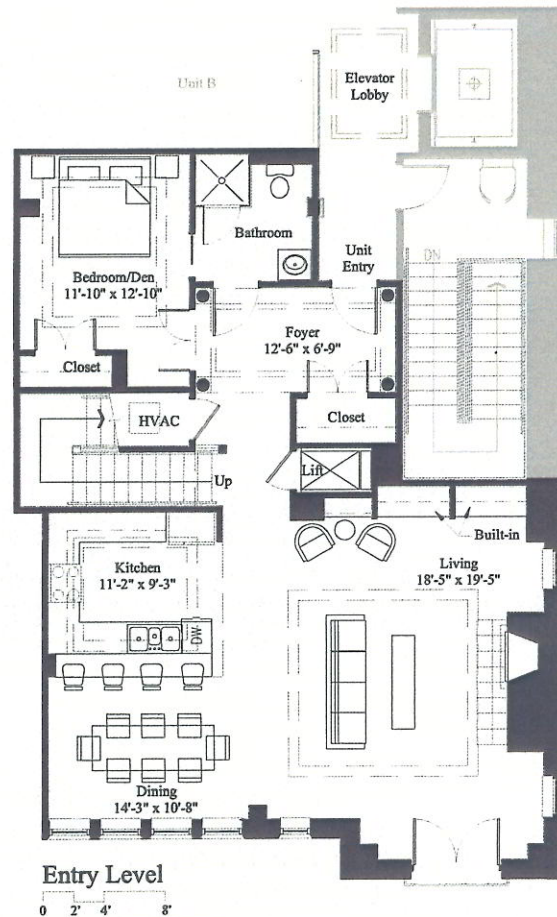 Unit B
Elevator
Lobby
Bathroom
Unit
Entry
DN
Bedroom/Den
11'-10" x 12'-10"
Foyer
12'-6" x 6'-9"
Closet
HVAC
Closet
Lift
Up
Built-in
Kitchen
11'-2" x 9'-3"
Living
18'-5" x 19'-5"
DW
Dining
14'-3" x 10'-8"
Entry Level
0 2' 4' 8'